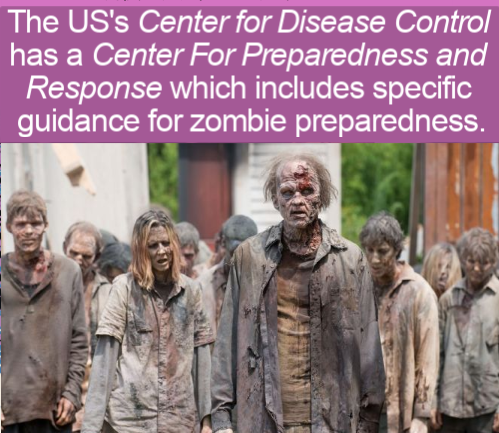 The US's Center for Disease Control
has a Center For Preparedness and
Response which includes specific
guidance for zombie preparedness.